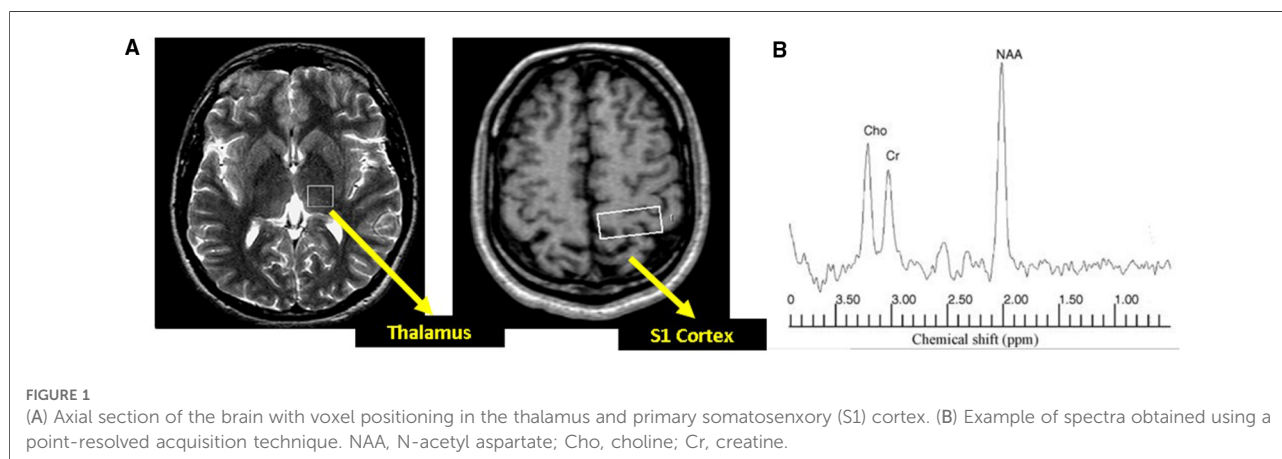 A
Thalamus
S1 Cortex
B
NAA
Cho
Cr
0 3.50 3.00 2.50 2.00 1.50 1.00
Chemical shift (ppm)
FIGURE 1
(A) Axial section of the brain with voxel positioning in the thalamus and primary somatosenxory (S1) cortex. (B) Example of spectra obtained using a
point-resolved acquisition technique. NAA, N-acetyl aspartate; Cho, choline; Cr, creatine.